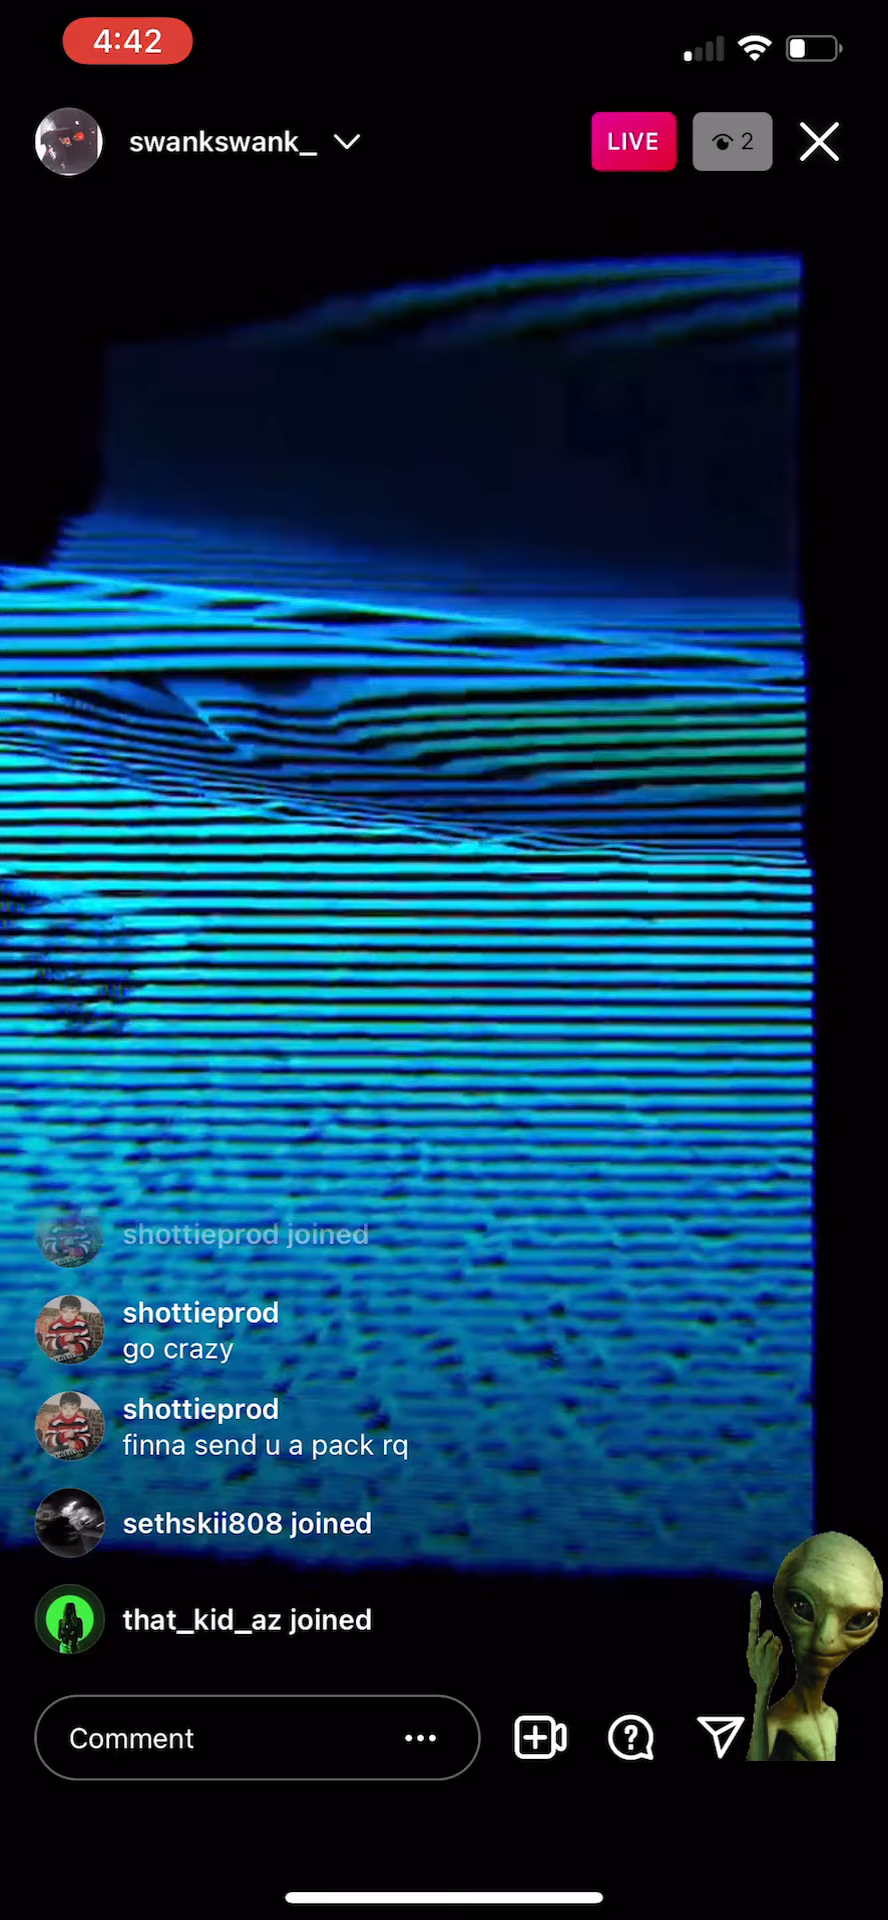 4:42
swankswank_
LIVE
2
shottieprod joined
shottieprod
go crazy
shottieprod
finna send u a pack rq
sethskii808 joined
that_kid_az joined
Comment